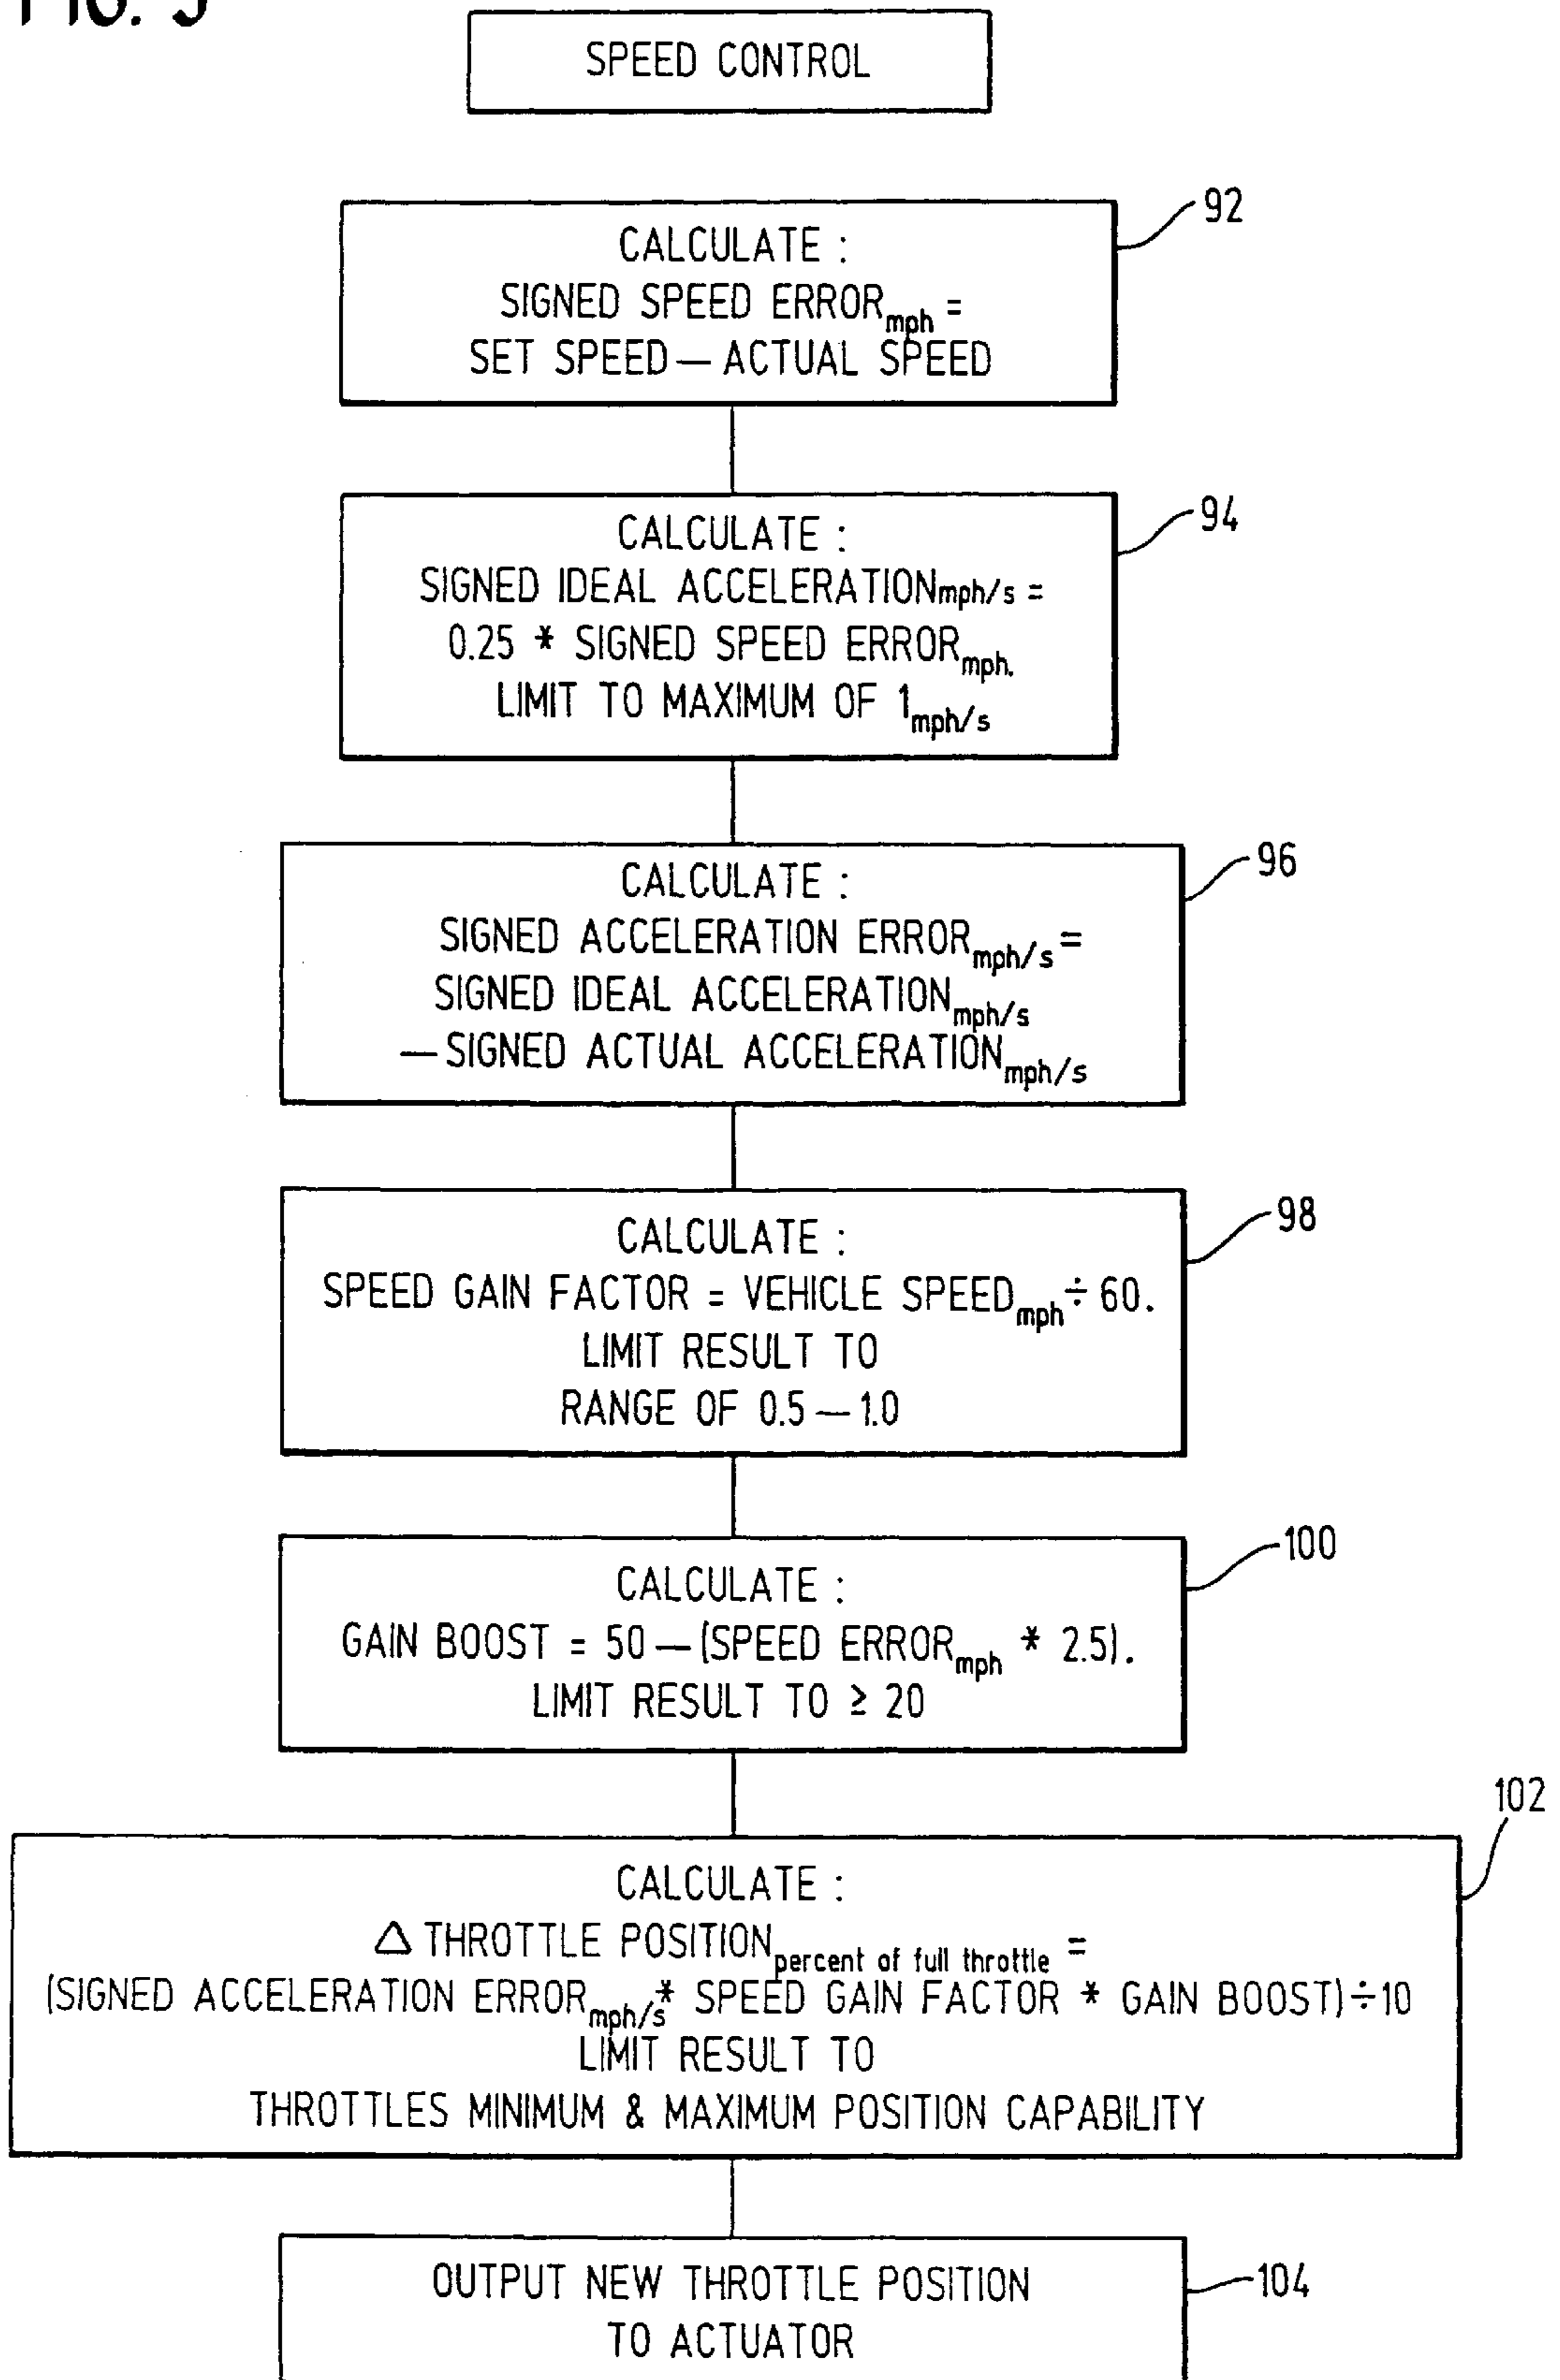 FIG. 5
SPEED CONTROL
92
CALCULATE :
SIGNED SPEED ERRORmph =
SET SPEED — ACTUAL SPEED
94
CALCULATE :
SIGNED IDEAL ACCELERATIONmph/s =
0.25 * SIGNED SPEED ERRORmph.
LIMIT TO MAXIMUM OF 1mph/s
96
CALCULATE :
SIGNED ACCELERATION ERRORmph/s =
SIGNED IDEAL ACCELERATIONmph/s
— SIGNED ACTUAL ACCELERATIONmph/s
98
CALCULATE :
SPEED GAIN FACTOR = VEHICLE SPEEDmph ÷ 60.
LIMIT RESULT TO
RANGE OF 0.5 — 1.0
100
CALCULATE :
GAIN BOOST = 50 — (SPEED ERRORmph * 2.5).
LIMIT RESULT TO ≥ 20
102
CALCULATE :
△ THROTTLE POSITIONpercent of full throttle =
(SIGNED ACCELERATION ERRORmph/s * SPEED GAIN FACTOR * GAIN BOOST) ÷ 10
LIMIT RESULT TO
THROTTLES MINIMUM & MAXIMUM POSITION CAPABILITY
104
OUTPUT NEW THROTTLE POSITION
TO ACTUATOR